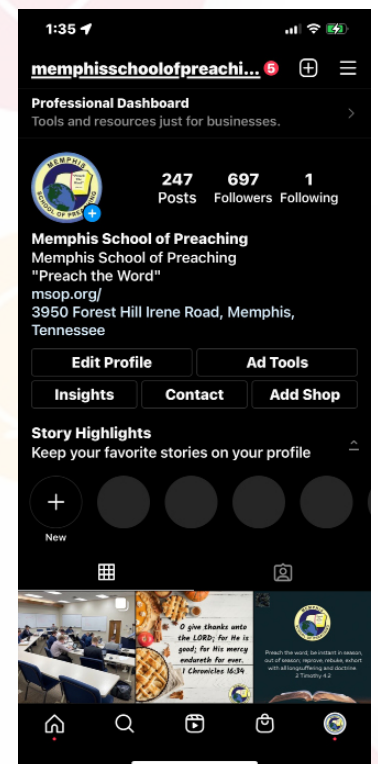 1:35
memphisschoolofpreachi... 5
Professional Dashboard
Tools and resources just for businesses.
MEMPHIS
SCHOOL OF PREACHING
247 697 1
Posts Followers Following
Memphis School of Preaching
Memphis School of Preaching
"Preach the Word"
msop.org/
3950 Forest Hill Irene Road, Memphis,
Tennessee
Edit Profile Ad Tools
Insights Contact Add Shop
Story Highlights
Keep your favorite stories on your profile
New
O give thanks unto
the LORD; for He is
good; for His mercy
endureth for ever.
1 Chronicles 16:34
Preach the word; be instant in season,
out of season; reprove, rebuke, exhort
with all longsuffering and doctrine
2 Timothy 4:2